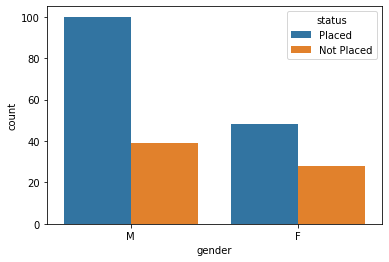 status
Placed
Not Placed
100
80
60
40
20
0
count
M
F
gender